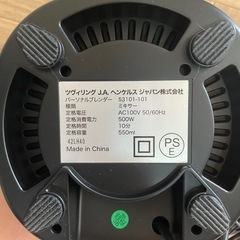 ツヴィリング J.A. ヘンケルス ジャパン株式会社
パーソナルブレンダー 53101-101
種類 ミキサー
定格電圧 AC100V 50/60Hz
定格消費電力 500W
定格時間 10分
定格容量 550ml
42LH43
Made in China
PS
E